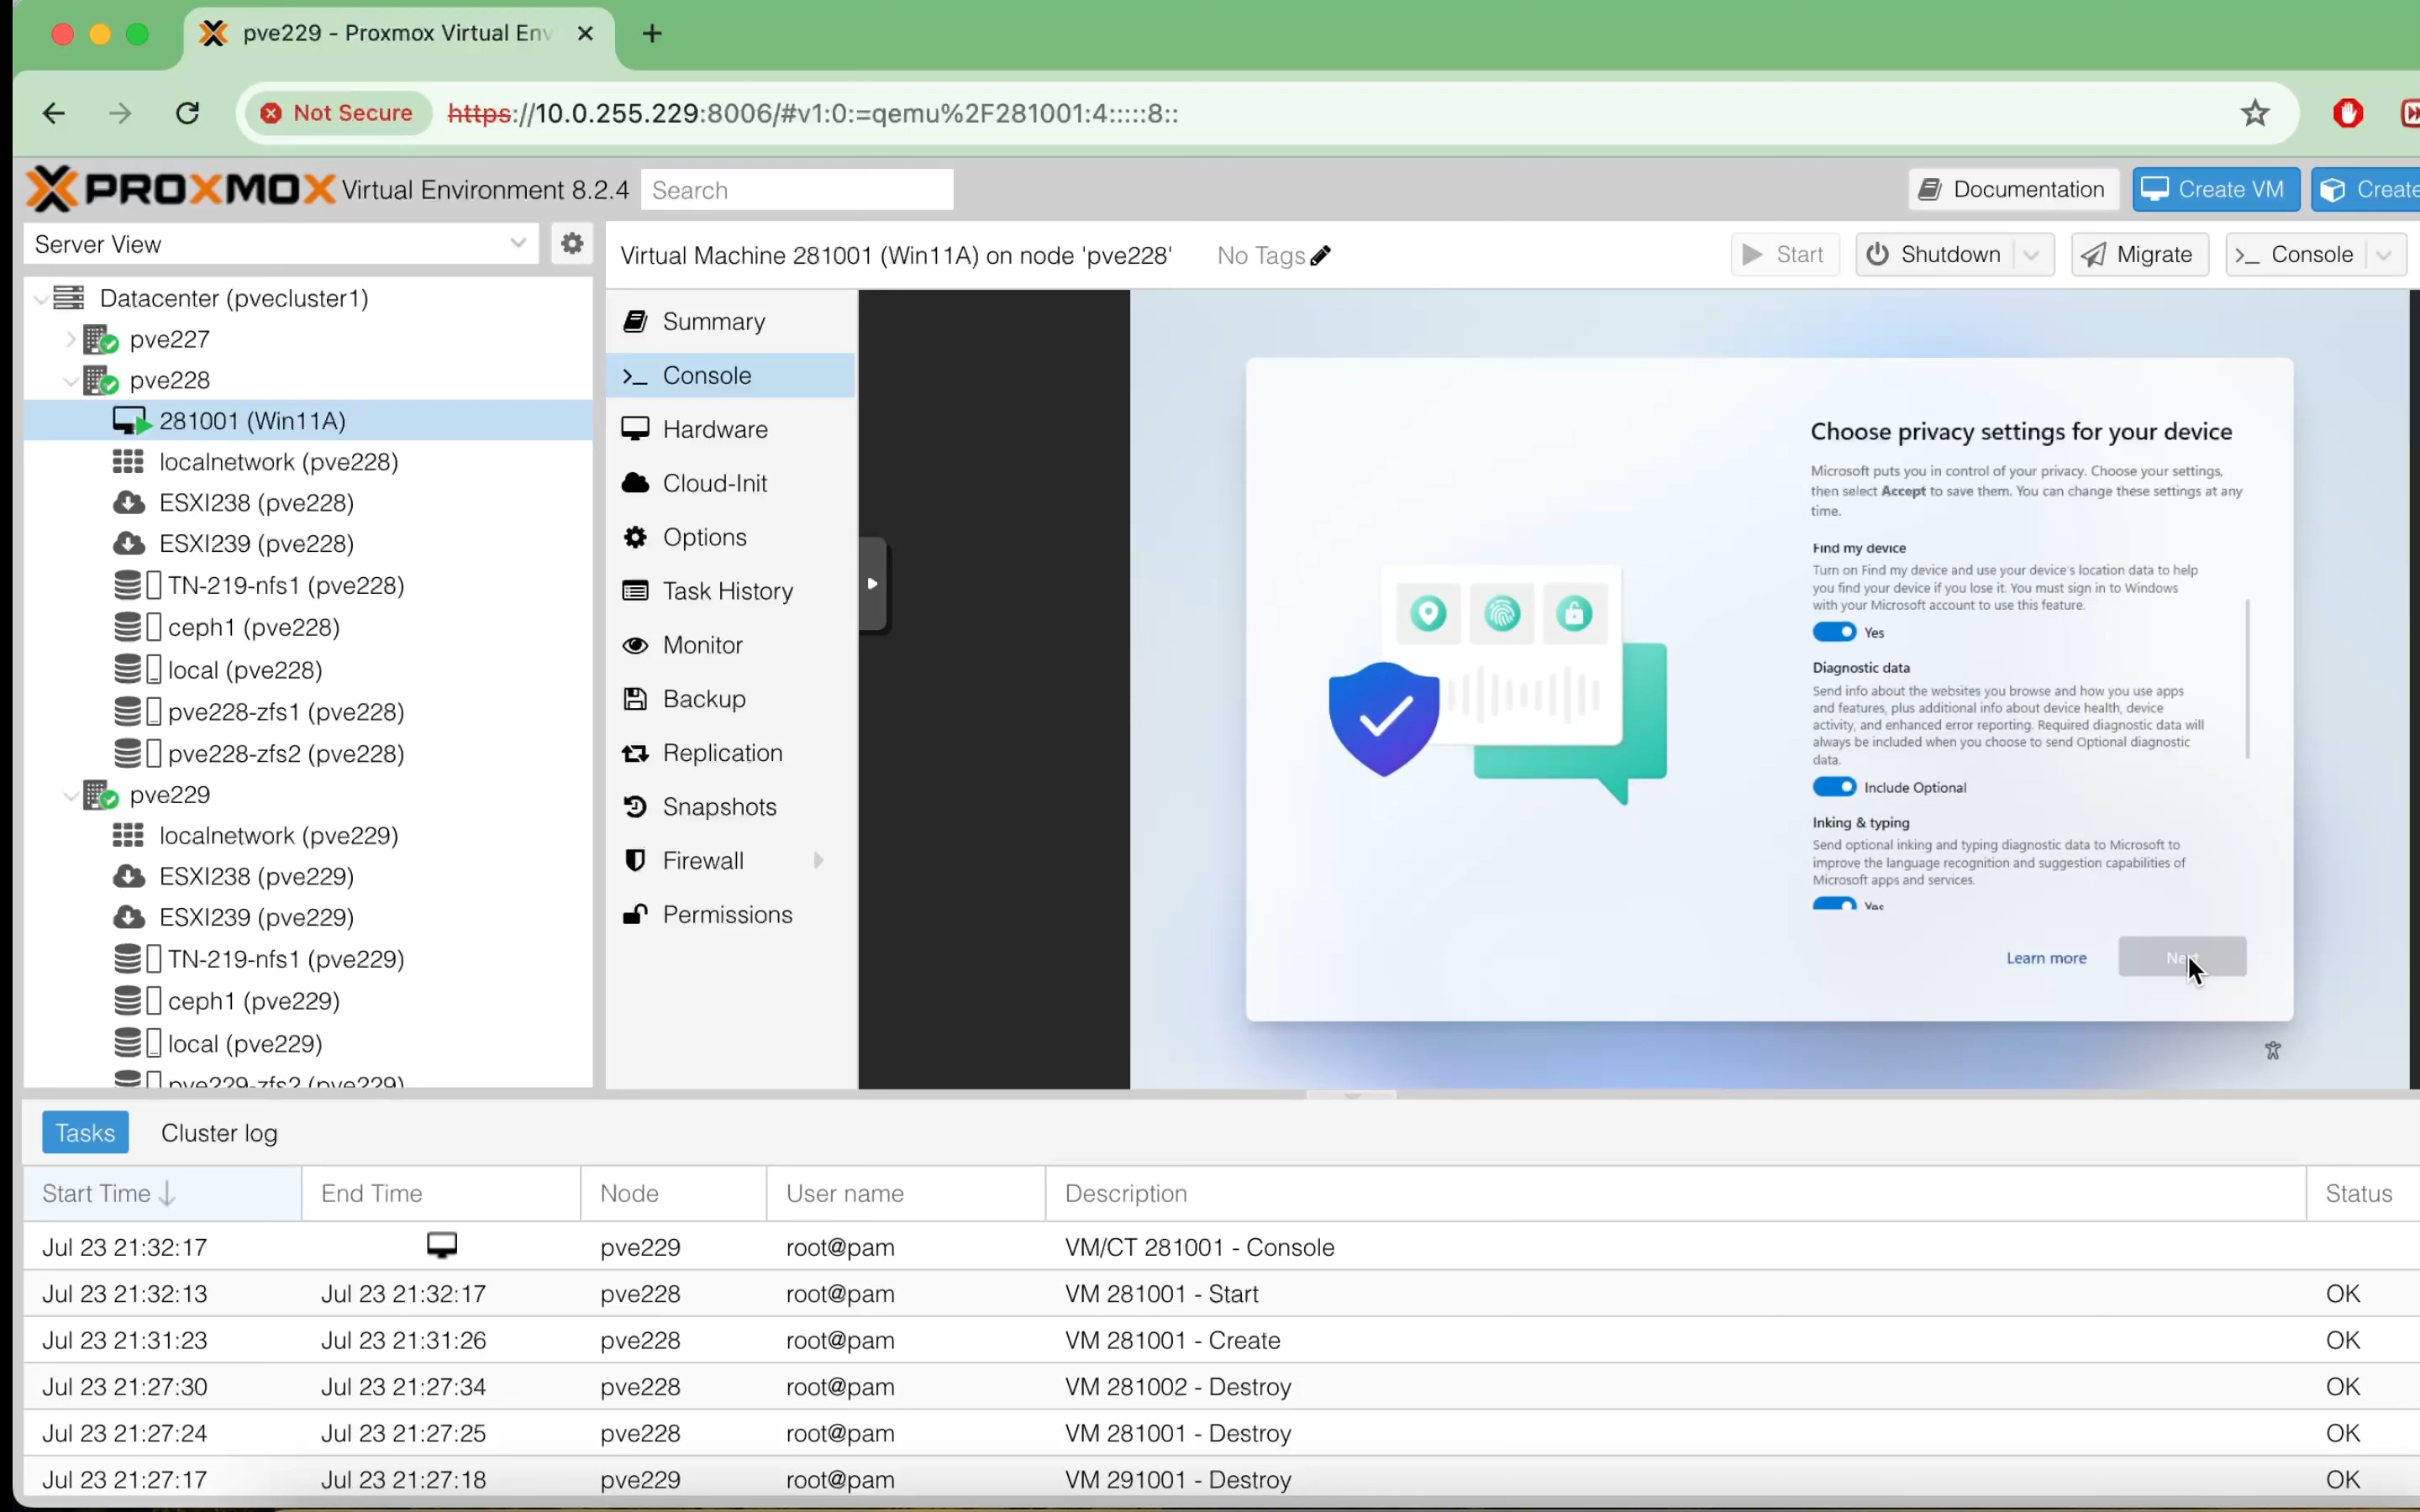 pve229 - Proxmox Virtual Env
Not Secure https://10.0.255.229:8006/#v1:0:=qemu%2F281001:4:::::8::
PROXMOX Virtual Environment 8.2.4 Search Documentation Create VM Create
Server View
Virtual Machine 281001 (Win11A) on node 'pve228' No Tags Start Shutdown Migrate Console
Datacenter (pvecluster1)
pve227
pve228
281001 (Win11A)
localnetwork (pve228)
ESXI238 (pve228)
ESXI239 (pve228)
TN-219-nfs1 (pve228)
ceph1 (pve228)
local (pve228)
pve228-zfs1 (pve228)
pve228-zfs2 (pve228)
pve229
localnetwork (pve229)
ESXI238 (pve229)
ESXI239 (pve229)
TN-219-nfs1 (pve229)
ceph1 (pve229)
local (pve229)
pve229-zfs2 (pve229)
Summary
Console
Hardware
Cloud-Init
Options
Task History
Monitor
Backup
Replication
Snapshots
Firewall
Permissions
Choose privacy settings for your device
Microsoft puts you in control of your privacy. Choose your settings,
then select Accept to save them. You can change these settings at any
time.
Find my device
Turn on Find my device and use your device's location data to help
you find your device if you lose it. You must sign in to Windows
with your Microsoft account to use this feature.
Yes
Diagnostic data
Send info about the websites you browse and how you use apps
and features, plus additional info about device health, device
activity, and enhanced error reporting. Required diagnostic data will
always be included when you choose to send Optional diagnostic
data.
Include Optional
Inking & typing
Send optional inking and typing diagnostic data to Microsoft to
improve the language recognition and suggestion capabilities of
Microsoft apps and services.
Yes
Learn more Next
Tasks Cluster log
Start Time End Time Node User name Description Status
Jul 23 21:32:17 pve229 root@pam VM/CT 281001 - Console
Jul 23 21:32:13 Jul 23 21:32:17 pve228 root@pam VM 281001 - Start OK
Jul 23 21:31:23 Jul 23 21:31:26 pve228 root@pam VM 281001 - Create OK
Jul 23 21:27:30 Jul 23 21:27:34 pve228 root@pam VM 281002 - Destroy OK
Jul 23 21:27:24 Jul 23 21:27:25 pve228 root@pam VM 281001 - Destroy OK
Jul 23 21:27:17 Jul 23 21:27:18 pve229 root@pam VM 291001 - Destroy OK